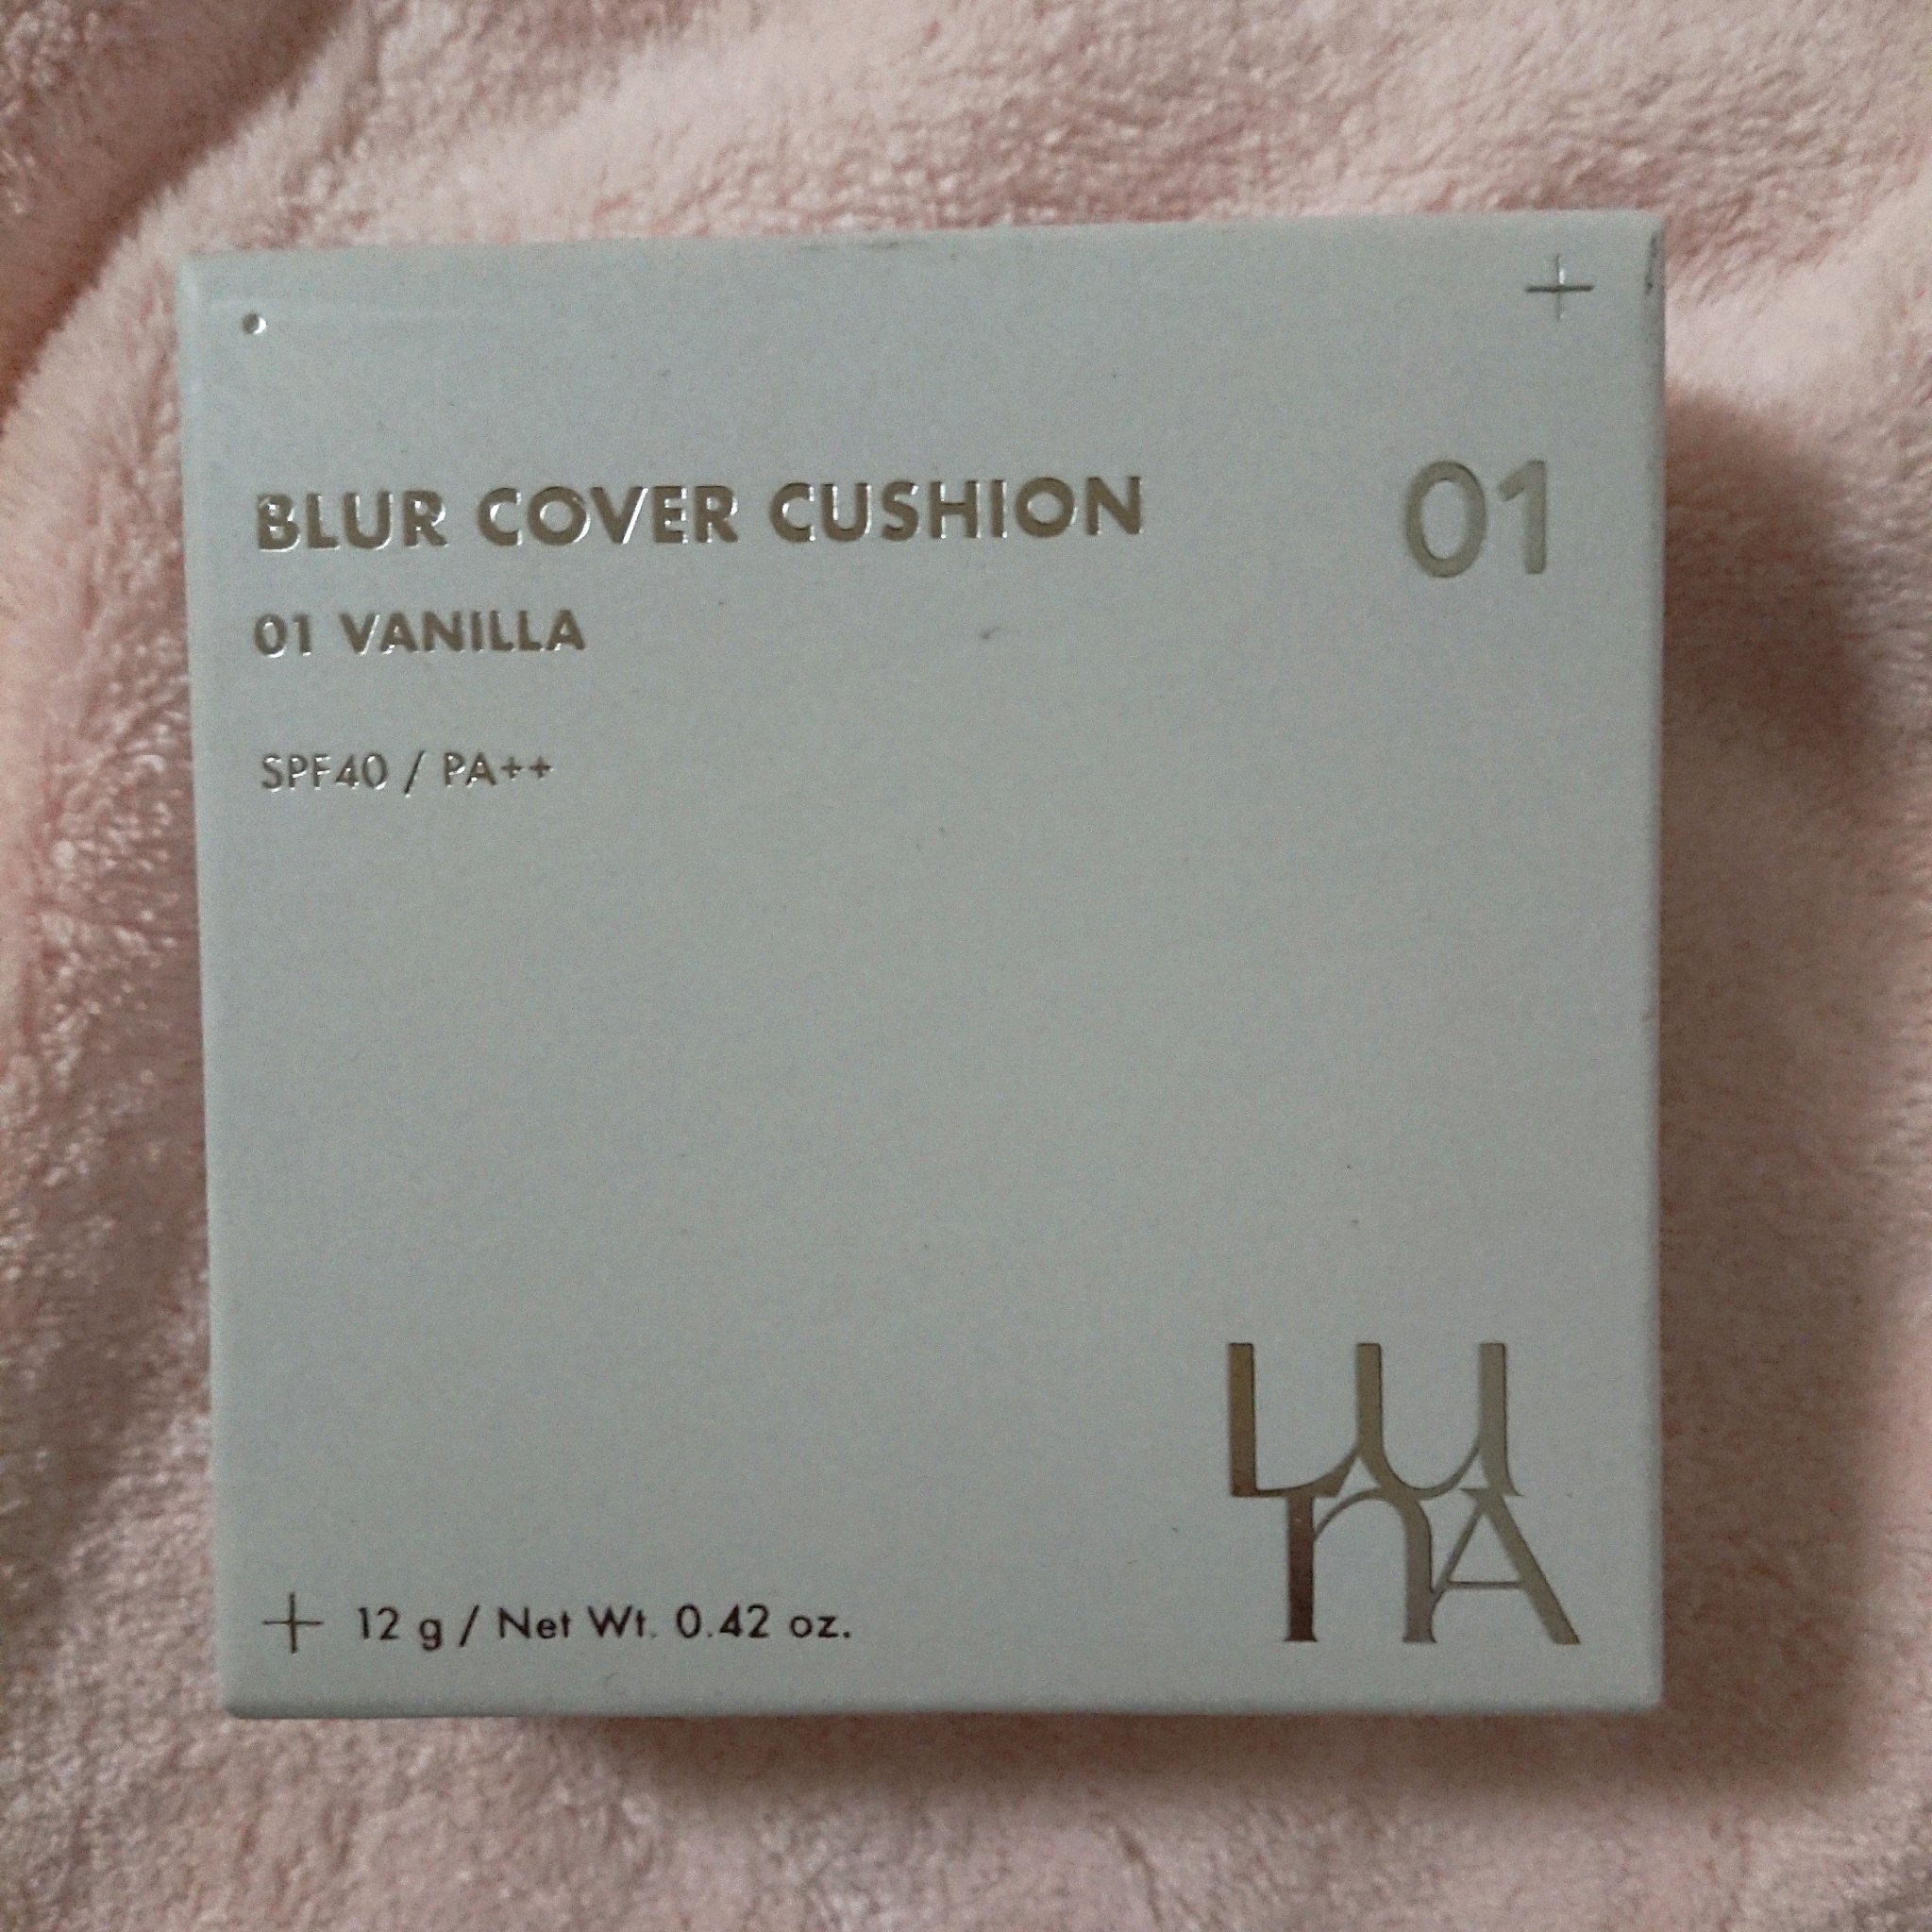 BLUR COVER CUSHION
01
01 VANILLA
SPF40 / PA++
LUnA
+ 12 g / Net Wt. 0.42 oz.